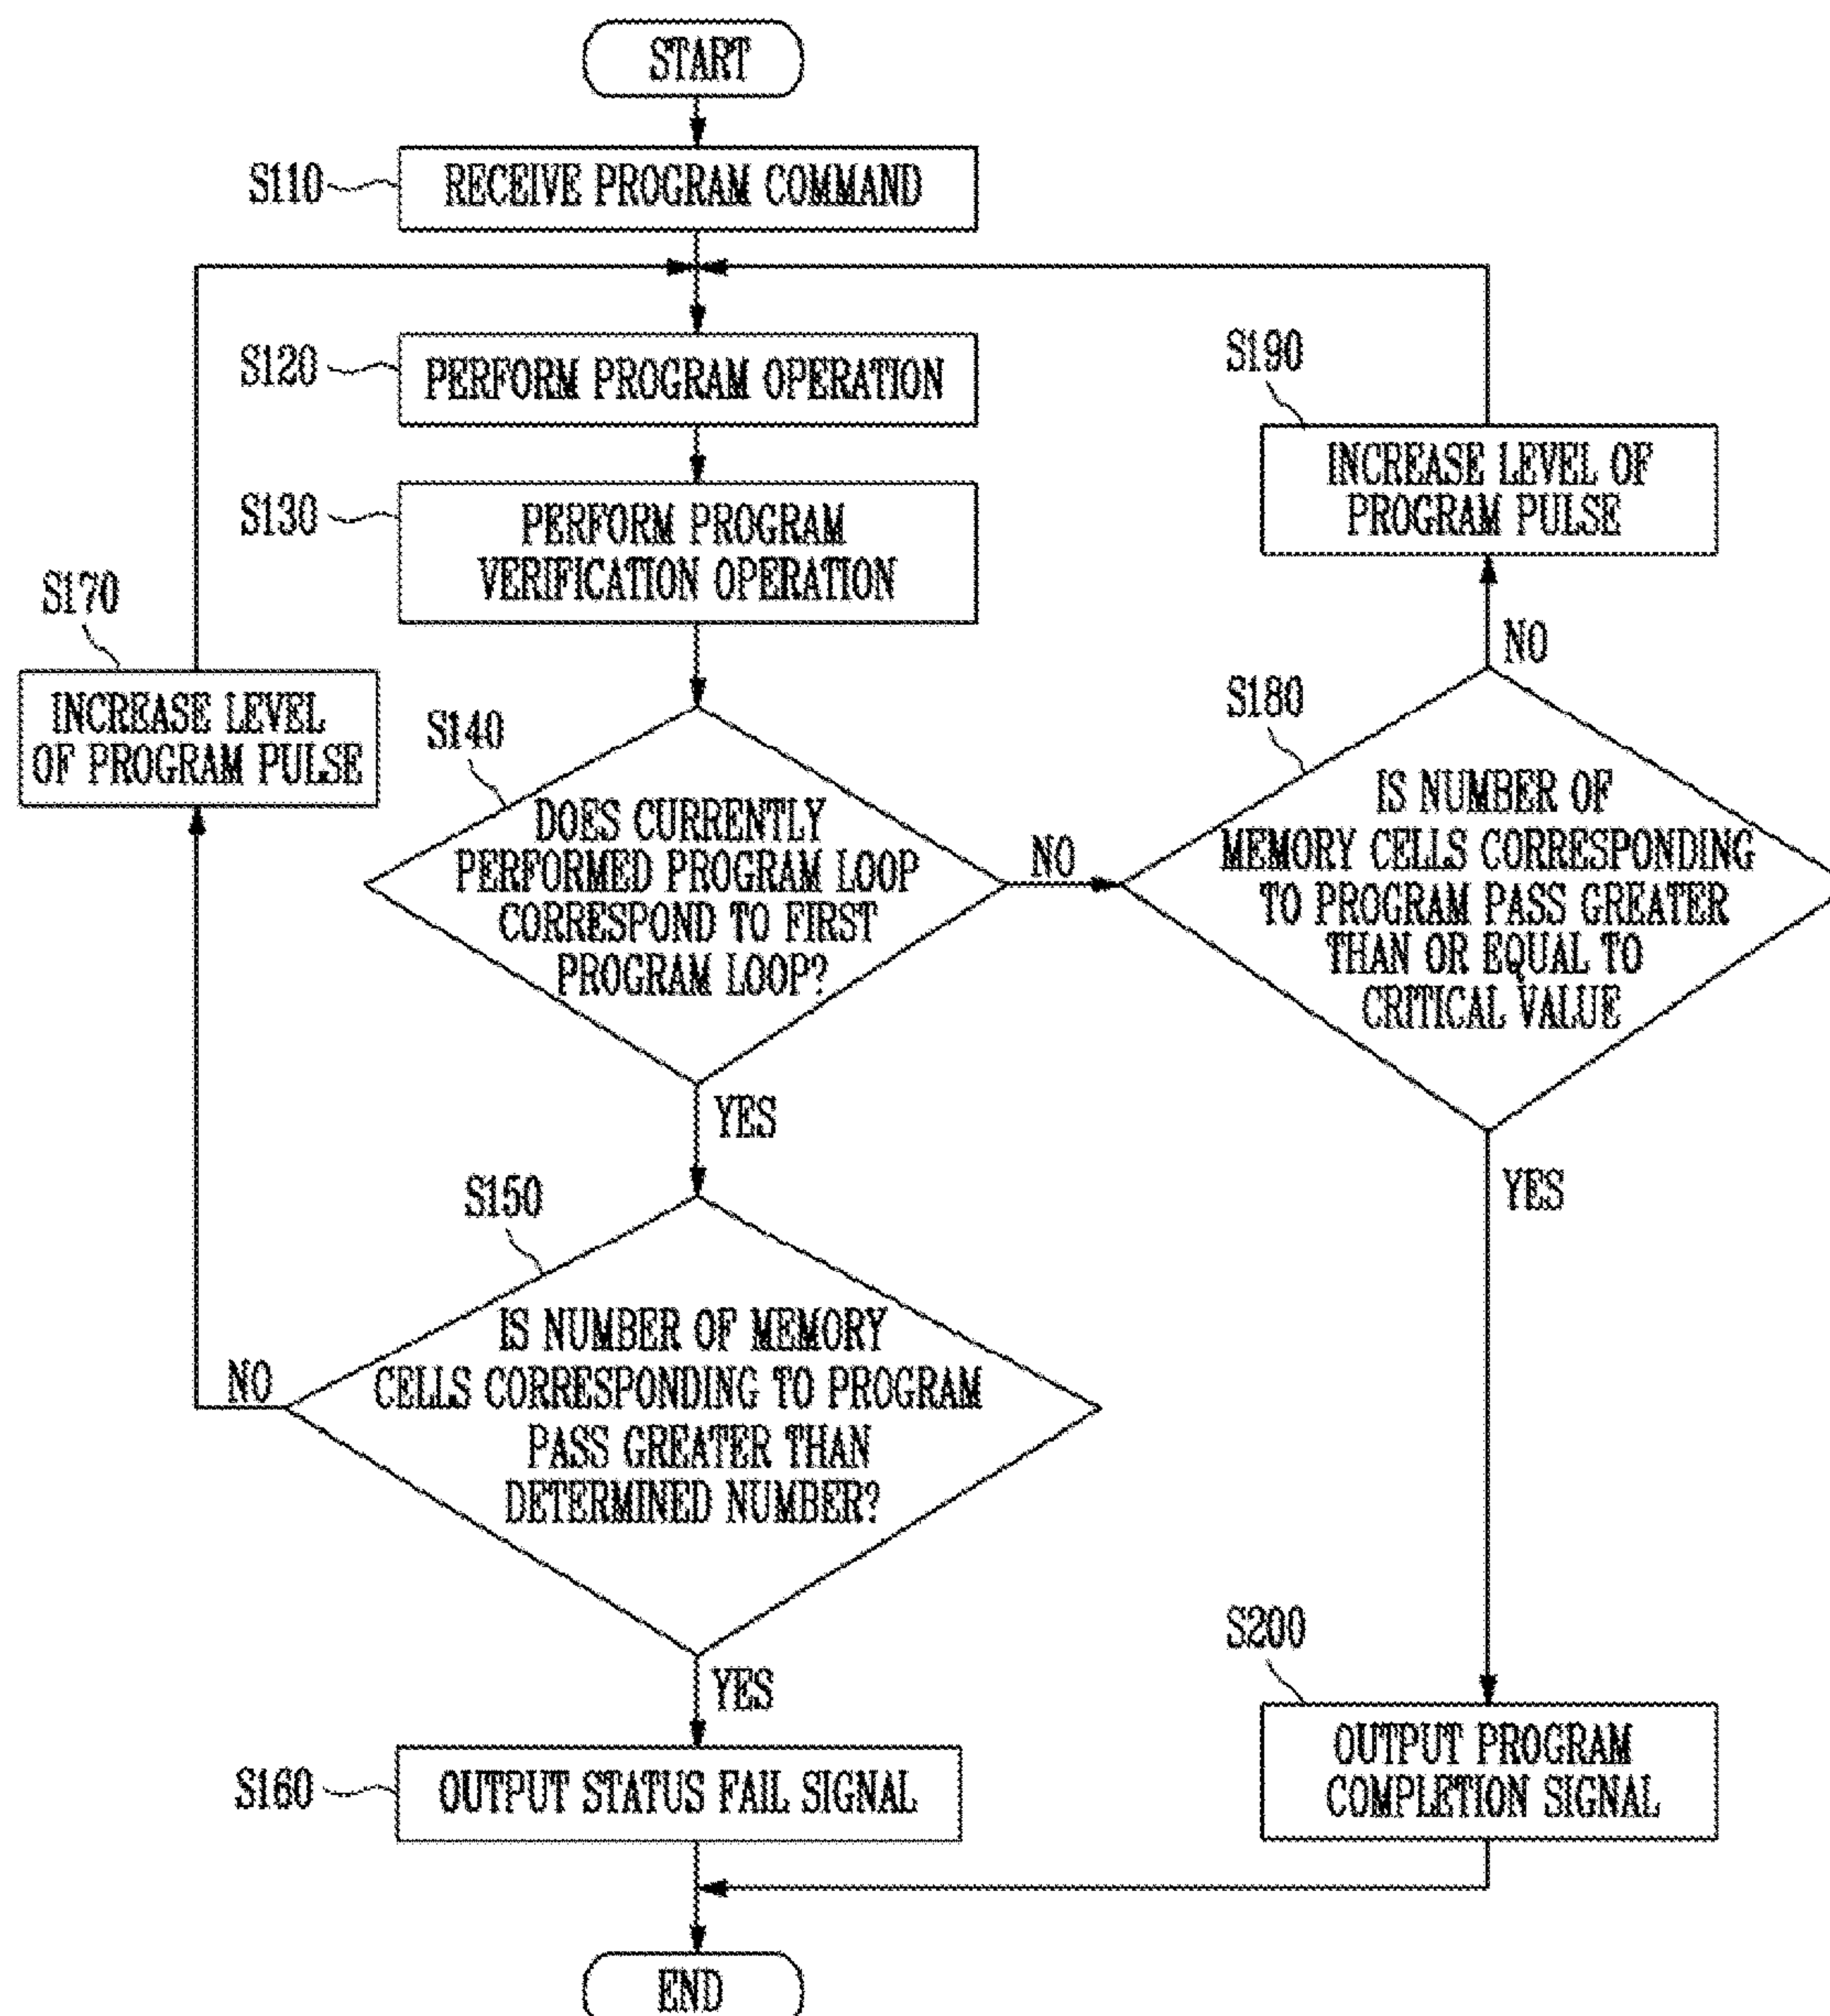 START
S110
RECEIVE PROGRAM COMMAND
S120
PERFORM PROGRAM OPERATION
S190
INCREASE LEVEL OF
PROGRAM PULSE
S130
PERFORM PROGRAM
VERIFICATION OPERATION
S170
INCREASE LEVEL
OF PROGRAM PULSE
NO
S140
DOES CURRENTLY
PERFORMED PROGRAM LOOP
CORRESPOND TO FIRST
PROGRAM LOOP?
NO
S180
IS NUMBER OF
MEMORY CELLS CORRESPONDING
TO PROGRAM PASS GREATER
THAN OR EQUAL TO
CRITICAL VALUE
YES
YES
S150
IS NUMBER OF MEMORY
CELLS CORRESPONDING TO PROGRAM
PASS GREATER THAN
DETERMINED NUMBER?
NO
YES
S160
OUTPUT STATUS FAIL SIGNAL
S200
OUTPUT PROGRAM
COMPLETION SIGNAL
END